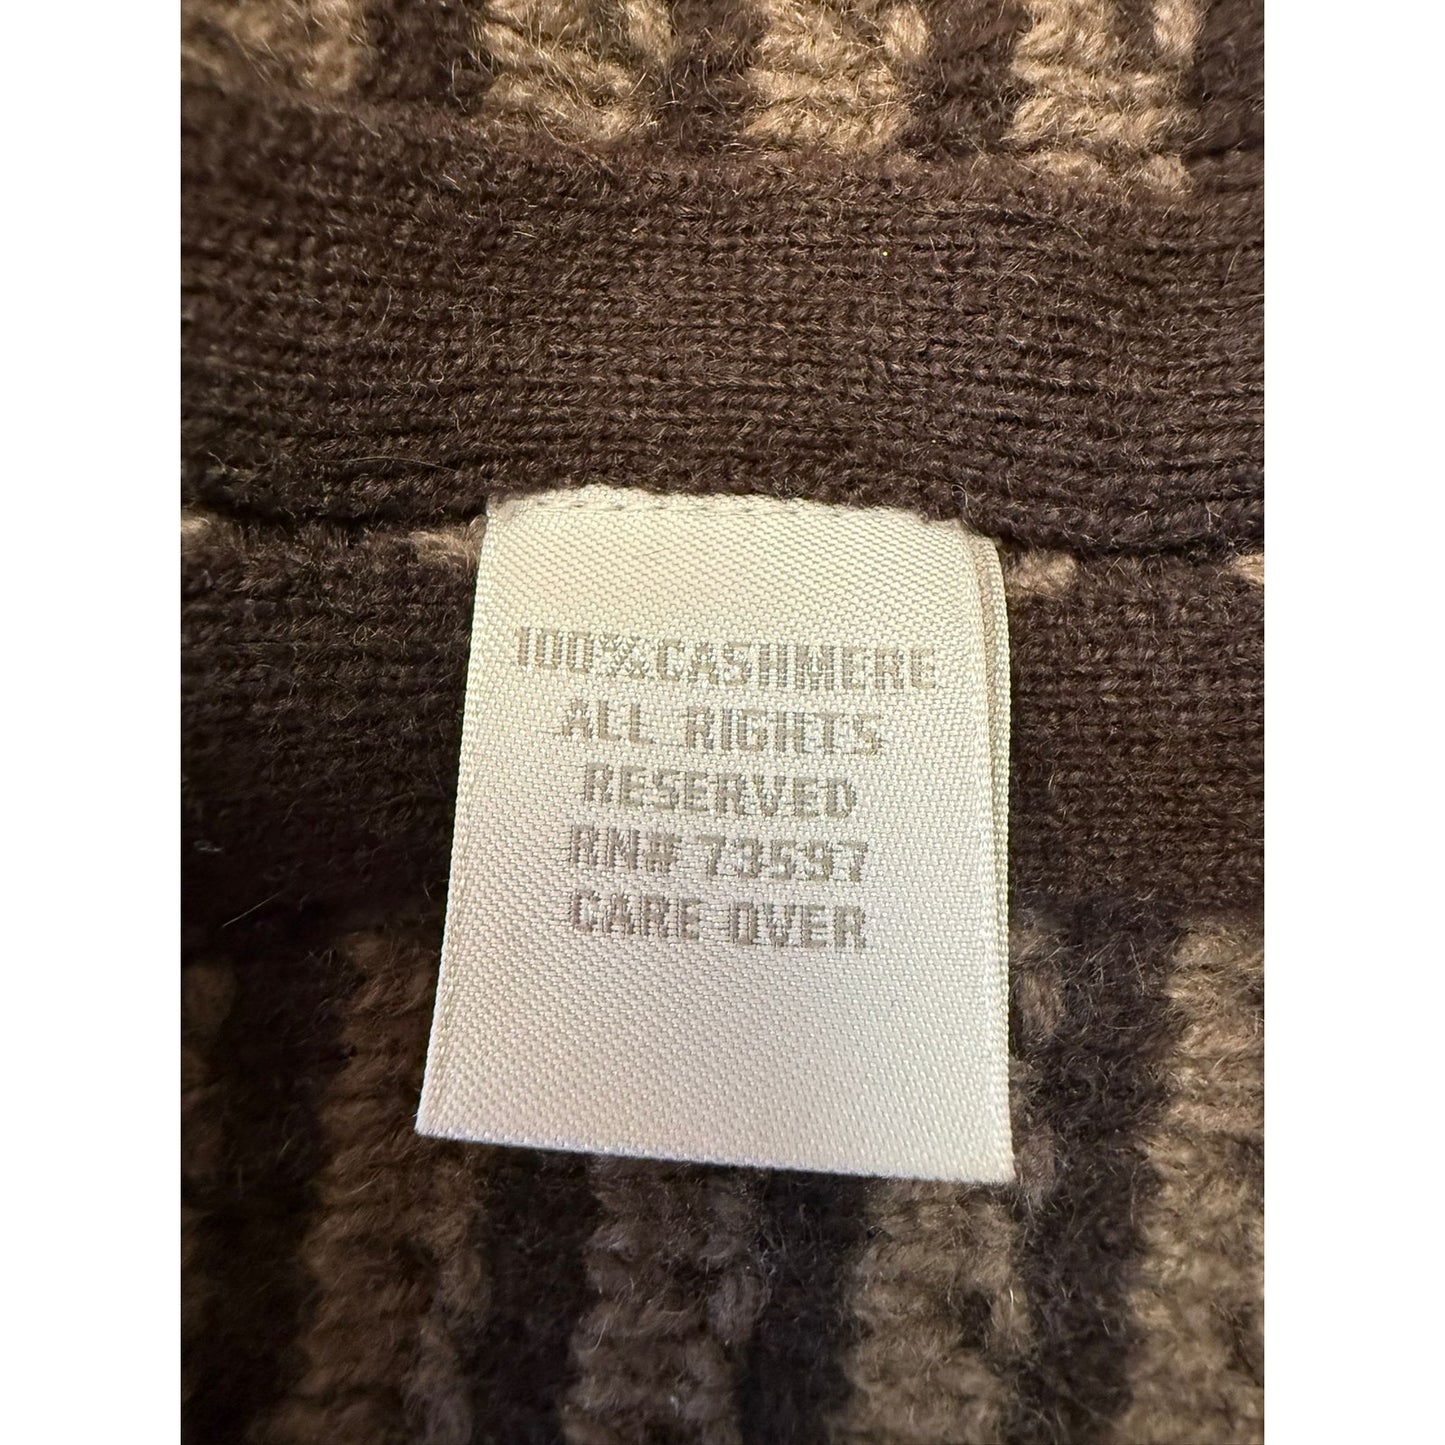 100%CASHMERE
ALL RIGHTS
RESERVED
RN# 73597
CARE OVER